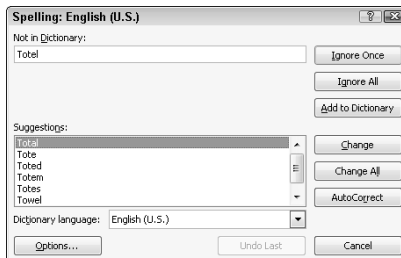 Spelling: English (U.S.)
Not in Dictionary:
Totel
Ignore Once
Ignore All
Add to Dictionary
Suggestions:
Total
Tote
Toted
Totem
Totes
Towel
Change
Change All
AutoCorrect
Dictionary language: English (U.S.)
Options...
Undo Last
Cancel